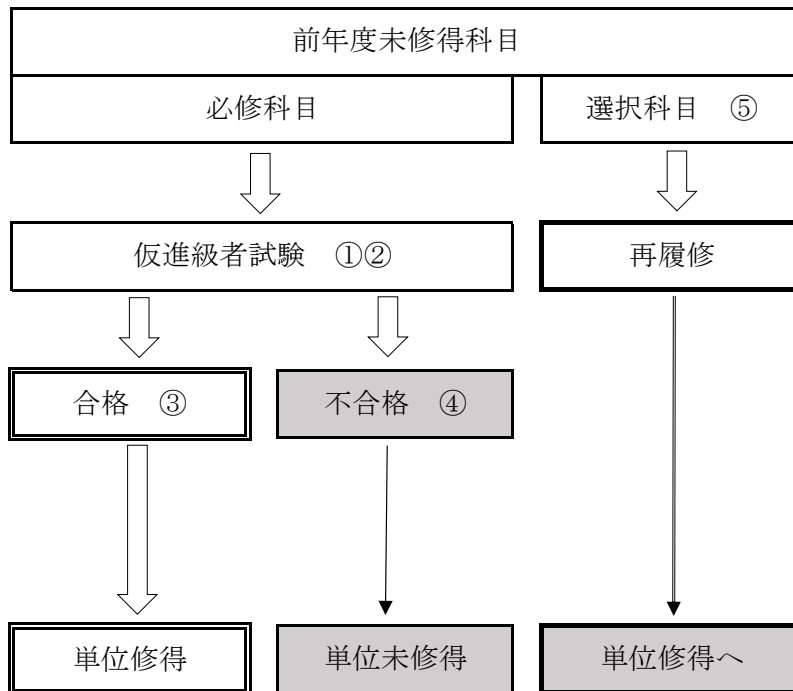 前年度未修得科目
必修科目
選択科目 ⑤
仮進級者試験 ①②
再履修
合格 ③
不合格 ④
単位修得
単位未修得
単位修得へ